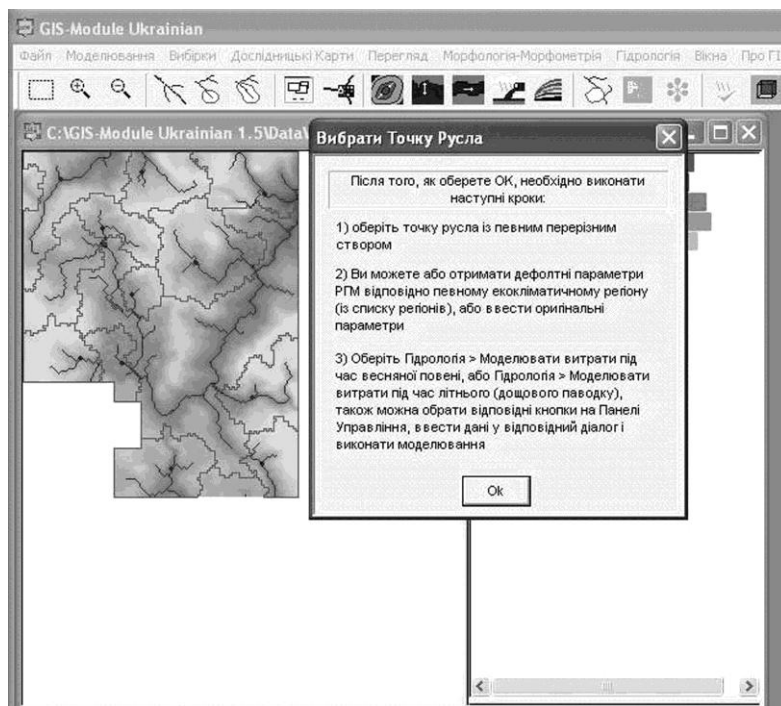 GIS-Module Ukrainian
Файл Моделювання Вибірки Дослідницькі Карти Перегляд Морфологія-Морфометрія Гідрологія Вікна Про ГІ
C:\GIS-Module Ukrainian 1.5\Data\
Вибрати Точку Русла
Після того, як оберете ОК, необхідно виконати
наступні кроки:
1) оберіть точку русла із певним перерізним
створом
2) Ви можете або отримати дефолтні параметри
РГМ відповідно певному екокліматичному регіону
(із списку регіонів), або ввести оригінальні
параметри
3) Оберіть Гідрологія > Моделювати витрати під
час весняної повені, або Гідрологія > Моделювати
витрати під час літнього (дощового паводку),
також можна обрати відповідні кнопки на Панелі
Управління, ввести дані у відповідний діалог і
виконати моделювання
Ok